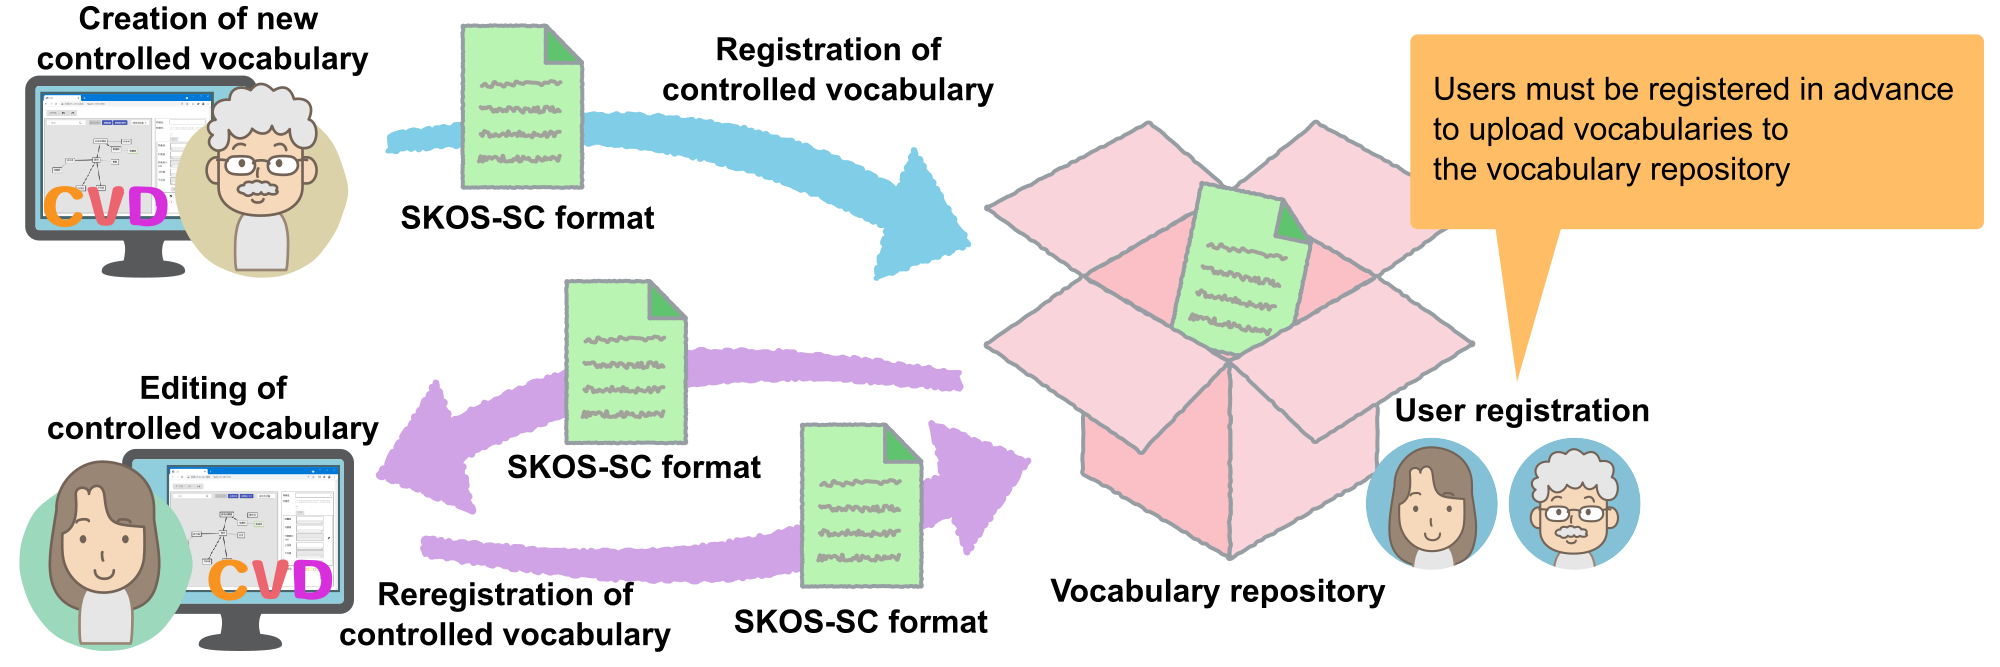 Creation of new
controlled vocabulary
CVD
SKOS-SC format
Registration of
controlled vocabulary
Users must be registered in advance
to upload vocabularies to
the vocabulary repository
Editing of
controlled vocabulary
CVD
SKOS-SC format
Reregistration of
controlled vocabulary
SKOS-SC format
Vocabulary repository
User registration